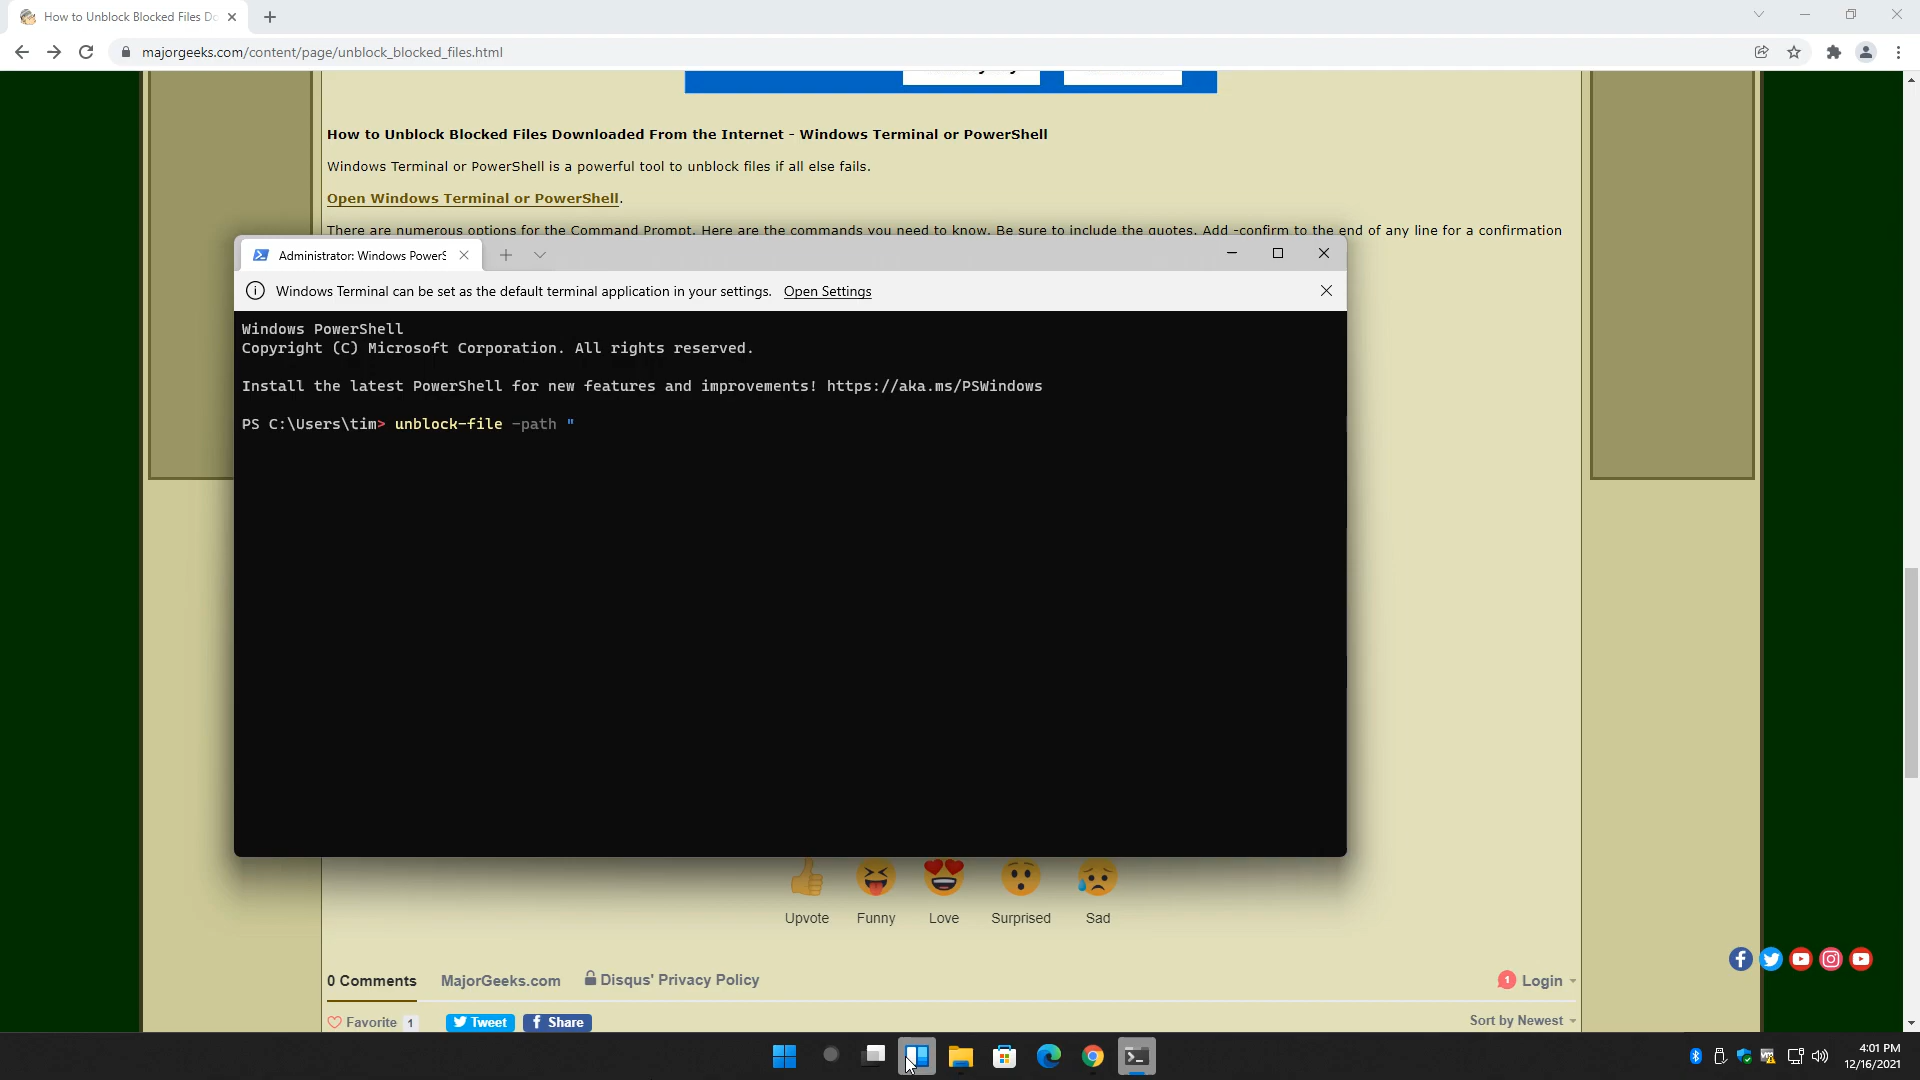 How to Unblock Blocked Files Do
majorgeeks.com/content/page/unblock_blocked_files.html
How to Unblock Blocked Files Downloaded From the Internet - Windows Terminal or PowerShell
Windows Terminal or PowerShell is a powerful tool to unblock files if all else fails.
Open Windows Terminal or PowerShell.
There are numerous options for the Command Prompt. Here are the commands you need to know. Be sure to include the quotes. Add -confirm to the end of any line for a confirmation
Administrator: Windows PowerS
Windows Terminal can be set as the default terminal application in your settings. Open Settings
Windows PowerShell
Copyright (C) Microsoft Corporation. All rights reserved.
Install the latest PowerShell for new features and improvements! https://aka.ms/PSWindows
PS C:\Users\tim> unblock-file -path "
Upvote Funny Love Surprised Sad
0 Comments MajorGeeks.com Disqus' Privacy Policy 1 Login
Favorite 1 Tweet Share Sort by Newest
4:01 PM
12/16/2021